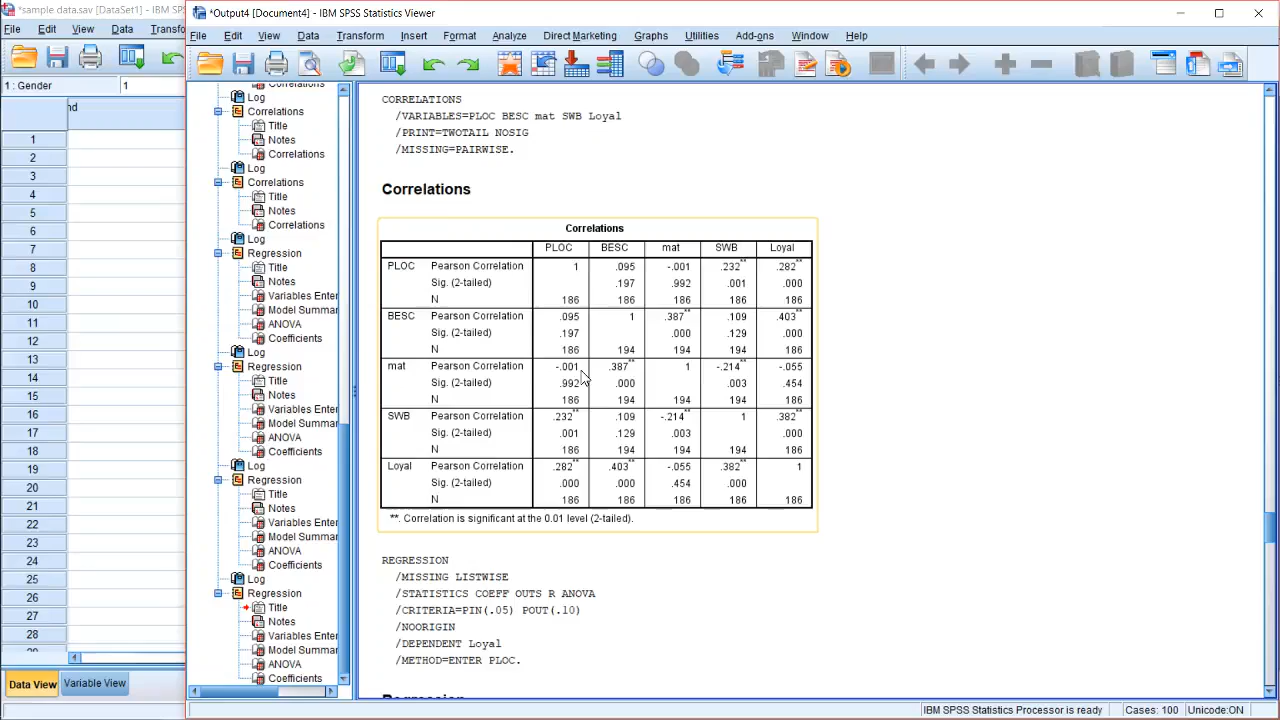 *sample data.sav [DataSet1]
File Edit View Data Transfo
1 : Gender 1
nd
1
2
3
4
5
6
7
8
9
10
11
12
13
14
15
16
17
18
19
20
21
22
23
24
25
26
27
28
Data View Variable View
*Output4 [Document4] - IBM SPSS Statistics Viewer
File Edit View Data Transform Insert Format Analyze Direct Marketing Graphs Utilities Add-ons Window Help
Correlations
Log
Correlations
Title
Notes
Correlations
Log
Correlations
Title
Notes
Correlations
Log
Regression
Title
Notes
Variables Enter
Model Summar
ANOVA
Coefficients
Log
Regression
Title
Notes
Variables Enter
Model Summar
ANOVA
Coefficients
Log
Regression
Title
Notes
Variables Enter
Model Summar
ANOVA
Coefficients
Log
Regression
Title
Notes
Variables Enter
Model Summar
ANOVA
Coefficients
CORRELATIONS
/VARIABLES=PLOC BESC mat SWB Loyal
/PRINT=TWOTAIL NOSIG
/MISSING=PAIRWISE.
Correlations
Correlations
PLOC BESC mat SWB Loyal
PLOC Pearson Correlation 1 .095 -.001 .232** .282**
Sig. (2-tailed) .197 .992 .001 .000
N 186 186 186 186 186
BESC Pearson Correlation .095 1 .387** .109 .403**
Sig. (2-tailed) .197 .000 .129 .000
N 186 194 194 194 186
mat Pearson Correlation -.001 .387** 1 -.214** -.055
Sig. (2-tailed) .992 .000 .003 .454
N 186 194 194 194 186
SWB Pearson Correlation .232** .109 -.214** 1 .382**
Sig. (2-tailed) .001 .129 .003 .000
N 186 194 194 194 186
Loyal Pearson Correlation .282** .403** -.055 .382** 1
Sig. (2-tailed) .000 .000 .454 .000
N 186 186 186 186 186
**. Correlation is significant at the 0.01 level (2-tailed).
REGRESSION
/MISSING LISTWISE
/STATISTICS COEFF OUTS R ANOVA
/CRITERIA=PIN(.05) POUT(.10)
/NOORIGIN
/DEPENDENT Loyal
/METHOD=ENTER PLOC.
Regression
IBM SPSS Statistics Processor is ready Cases: 100 Unicode:ON